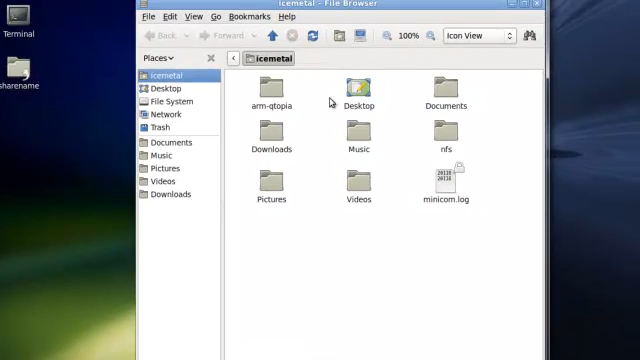 icemetal - File Browser
File Edit View Go Bookmarks Help
Back Forward 100% Icon View
Places icemetal
Terminal
sharename
icemetal
Desktop
File System
Network
Trash
Documents
Music
Pictures
Videos
Downloads
arm-qtopia Desktop Documents
Downloads Music nfs
Pictures Videos minicom.log